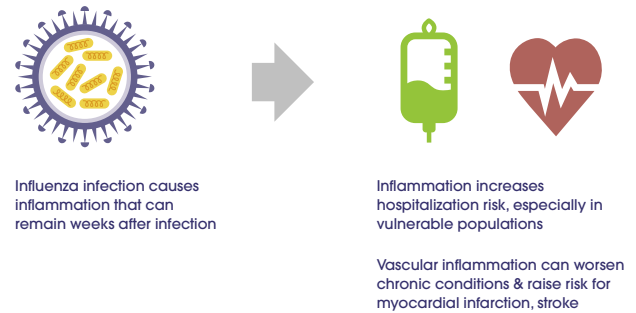 Influenza infection causes
inflammation that can
remain weeks after infection
Inflammation increases
hospitalization risk, especially in
vulnerable populations
Vascular inflammation can worsen
chronic conditions & raise risk for
myocardial infarction, stroke